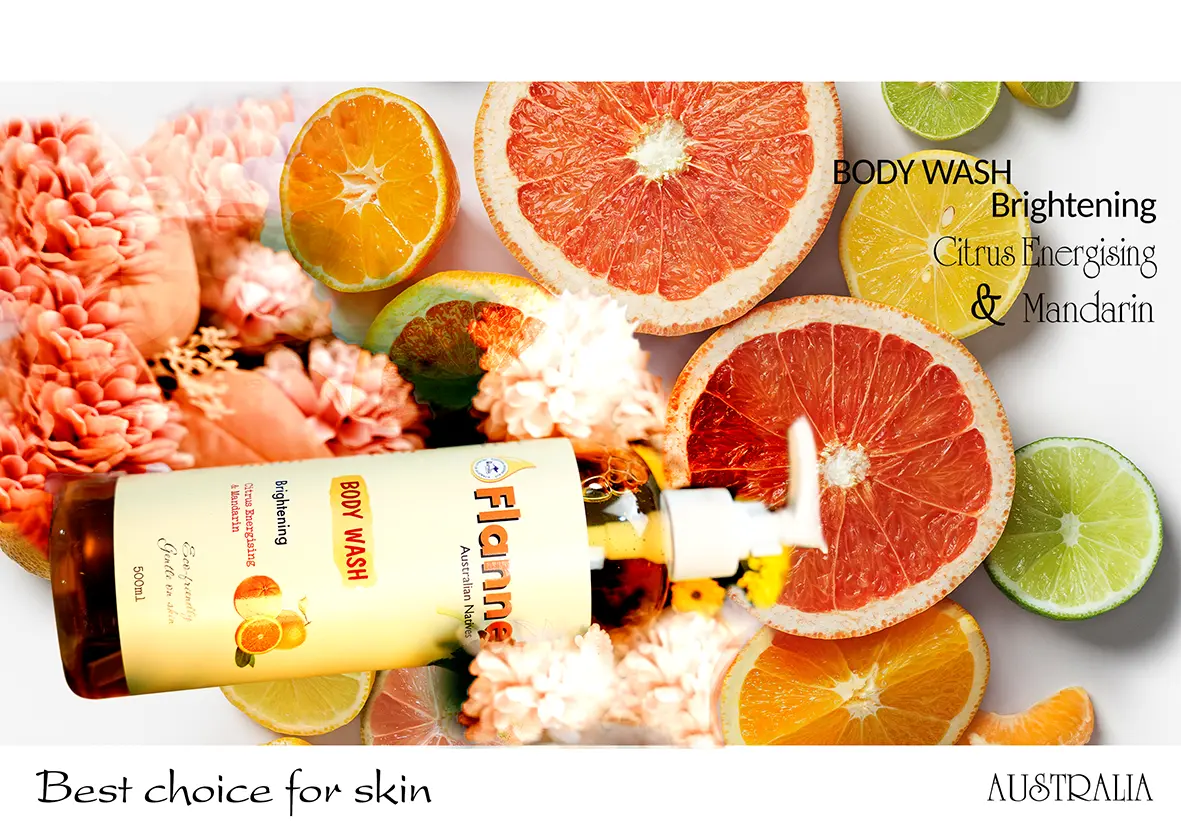 BODY WASH
Brightening
Citrus Energising
& Mandarin
Flanne
Australian Natives
BODY WASH
Brightening
Citrus Energising
& Mandarin
Eco-friendly
Gentle on skin
500ml
Best choice for skin
AUSTRALIA